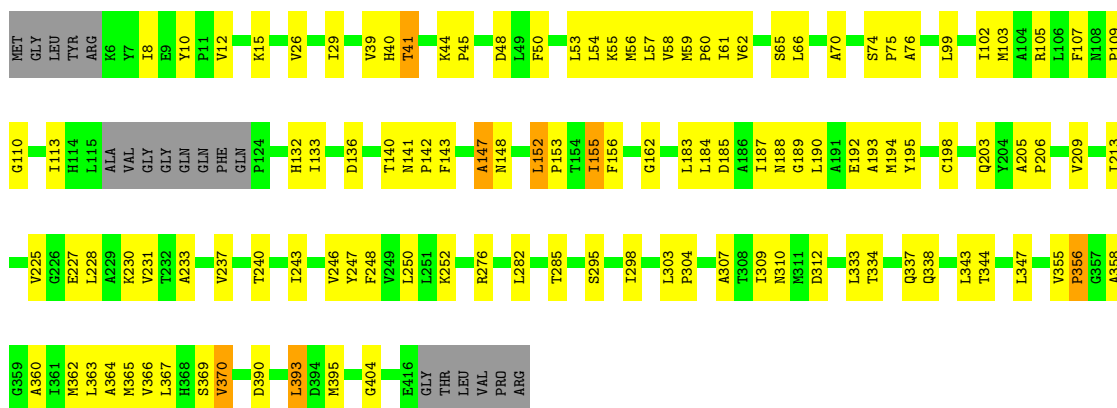 MET GLY LEU TYR ARG K6 Y7 I8 E9 Y10 P11 V12 K15 V26 I29 V39 H40 T41 K44 P45 D48 L49 F50 L53 L54 K55 M56 L57 V58 M59 P60 I61 V62 S65 L66 A70 S74 P75 A76 L99 I102 M103 A104 R105 L106 F107 N108 P109
G110 I113 H114 L115 ALA VAL GLY GLY GLN GLN PHE GLN P124 H132 I133 D136 T140 N141 P142 F143 A147 N148 L152 P153 T154 I155 F156 G162 L183 L184 D185 A186 I187 N188 G189 L190 A191 E192 A193 M194 Y195 C198 Q203 Y204 A205 P206 V209 I213
V225 G226 E227 L228 A229 K230 V231 T232 A233 V237 T240 I243 V246 Y247 F248 V249 L250 L251 K252 R276 L282 T285 S295 I298 L303 P304 A307 T308 I309 N310 M311 D312 L333 T334 Q337 Q338 L343 T344 L347 V355 P356 G357 A358
G359 A360 I361 M362 L363 A364 M365 V366 L367 H368 S369 V370 D390 L393 D394 M395 G404 E416 GLY THR LEU VAL PRO ARG